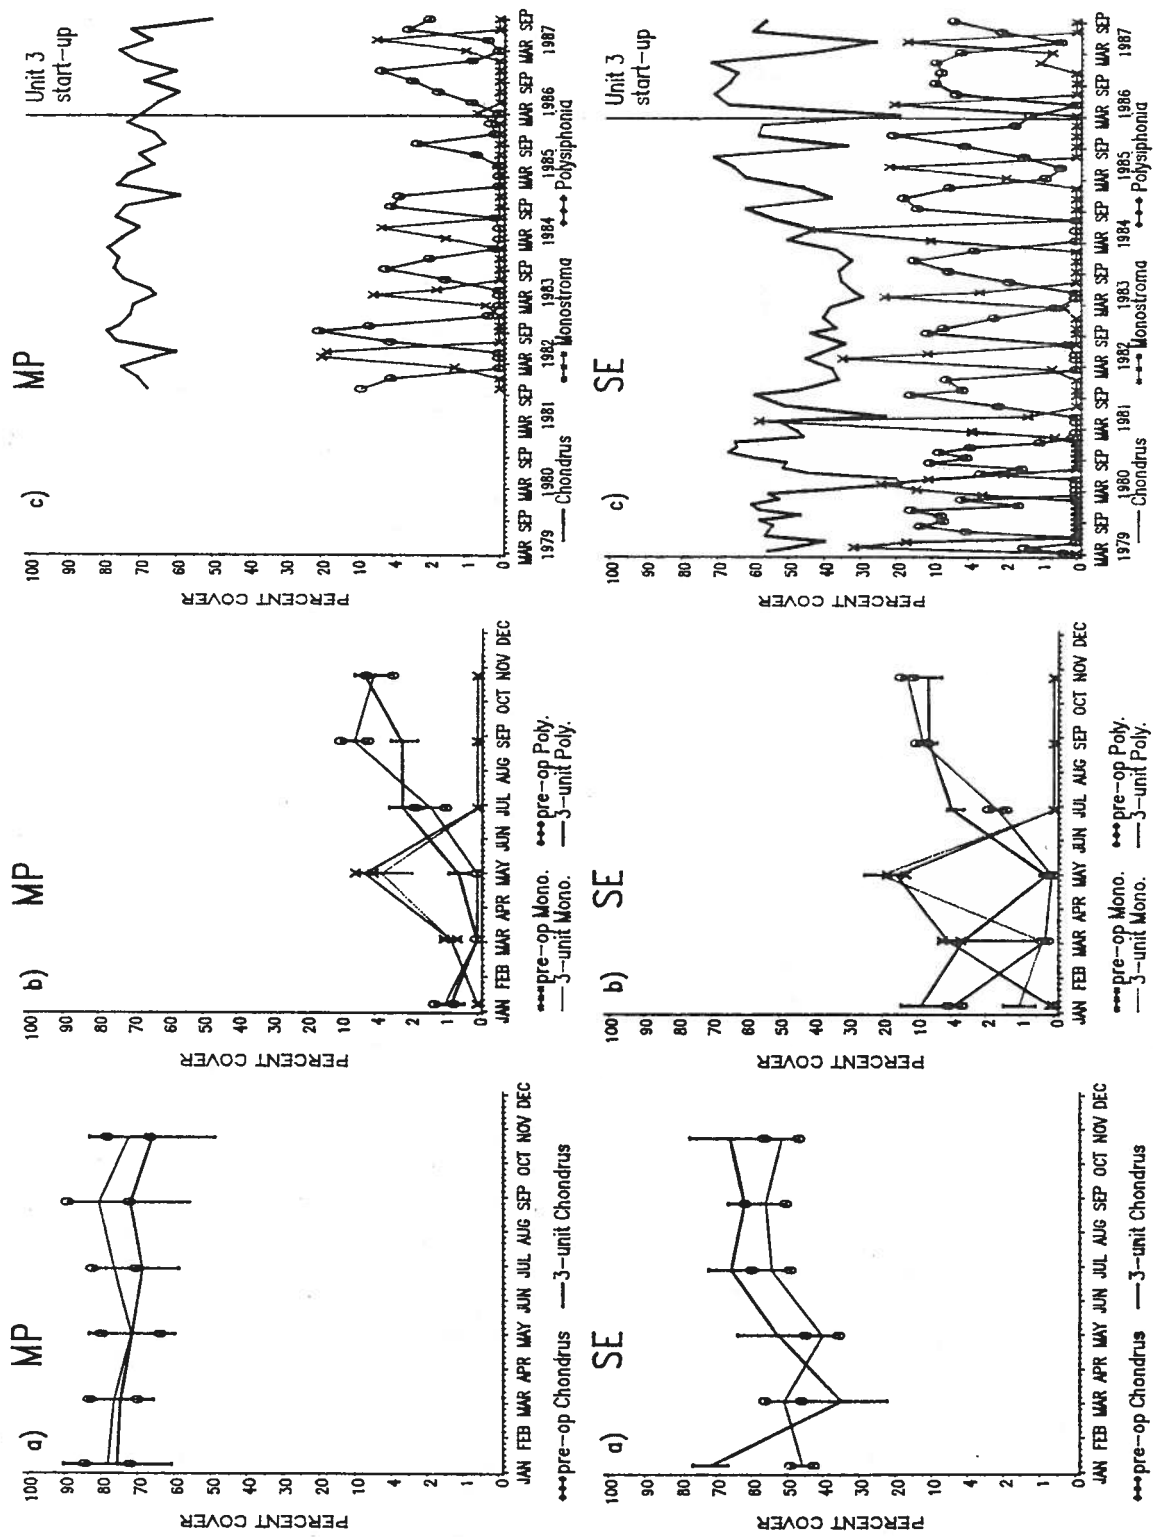 MP
a)
PERCENT COVER
100
90
80
70
60
50
40
30
20
10
4
2
1
0
JAN FEB MAR APR MAY JUN JUL AUG SEP OCT NOV DEC
pre-op Chondrus 3-unit Chondrus
MP
b)
PERCENT COVER
100
90
80
70
60
50
40
30
20
10
4
2
1
0
JAN FEB MAR APR MAY JUN JUL AUG SEP OCT NOV DEC
pre-op Mono. pre-op Poly.
3-unit Mono. 3-unit Poly.
MP
c)
Unit 3
start-up
PERCENT COVER
100
90
80
70
60
50
40
30
20
10
4
2
1
0
MAR SEP MAR SEP MAR SEP MAR SEP MAR SEP MAR SEP MAR SEP MAR SEP MAR SEP
1979 1980 1981 1982 1983 1984 1985 1986 1987
Chondrus Monostroma Polysiphonia
SE
a)
PERCENT COVER
100
90
80
70
60
50
40
30
20
10
4
2
1
0
JAN FEB MAR APR MAY JUN JUL AUG SEP OCT NOV DEC
pre-op Chondrus 3-unit Chondrus
SE
b)
PERCENT COVER
100
90
80
70
60
50
40
30
20
10
4
2
1
0
JAN FEB MAR APR MAY JUN JUL AUG SEP OCT NOV DEC
pre-op Mono. pre-op Poly.
3-unit Mono. 3-unit Poly.
SE
c)
Unit 3
start-up
PERCENT COVER
100
90
80
70
60
50
40
30
20
10
4
2
1
0
MAR SEP MAR SEP MAR SEP MAR SEP MAR SEP MAR SEP MAR SEP MAR SEP MAR SEP
1979 1980 1981 1982 1983 1984 1985 1986 1987
Chondrus Monostroma Polysiphonia